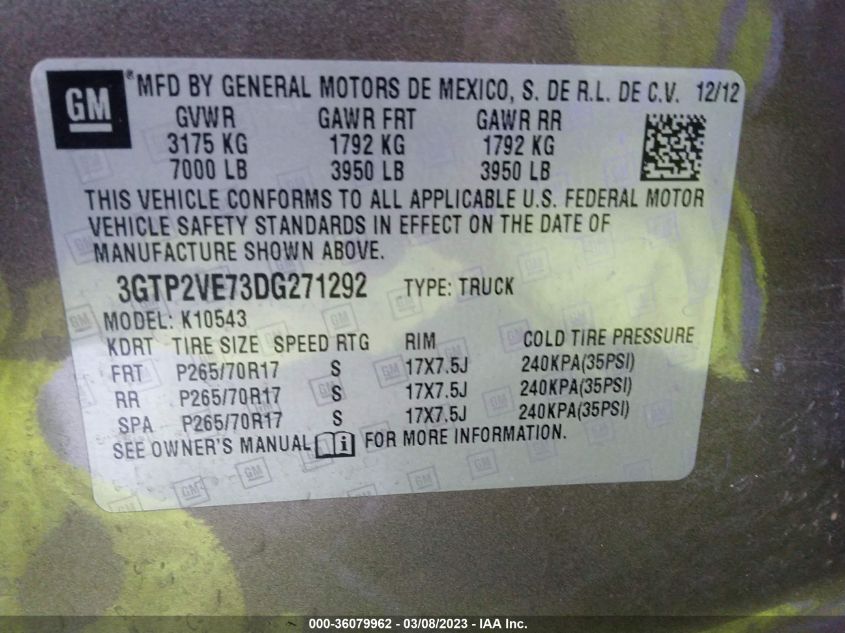 GM ® MFD BY GENERAL MOTORS DE MEXICO, S. DE R.L. DE C.V. 12/12
GVWR GAWR FRT GAWR RR
3175 KG 1792 KG 1792 KG
7000 LB 3950 LB 3950 LB
THIS VEHICLE CONFORMS TO ALL APPLICABLE U.S. FEDERAL MOTOR
VEHICLE SAFETY STANDARDS IN EFFECT ON THE DATE OF
MANUFACTURE SHOWN ABOVE.
3GTP2VE73DG271292 TYPE: TRUCK
MODEL: K10543
KDRT TIRE SIZE SPEED RTG RIM COLD TIRE PRESSURE
FRT P265/70R17 S 17X7.5J 240KPA(35PSI)
RR P265/70R17 S 17X7.5J 240KPA(35PSI)
SPA P265/70R17 S 17X7.5J 240KPA(35PSI)
SEE OWNER'S MANUAL FOR MORE INFORMATION.
000-36079962 - 03/08/2023 - IAA Inc.